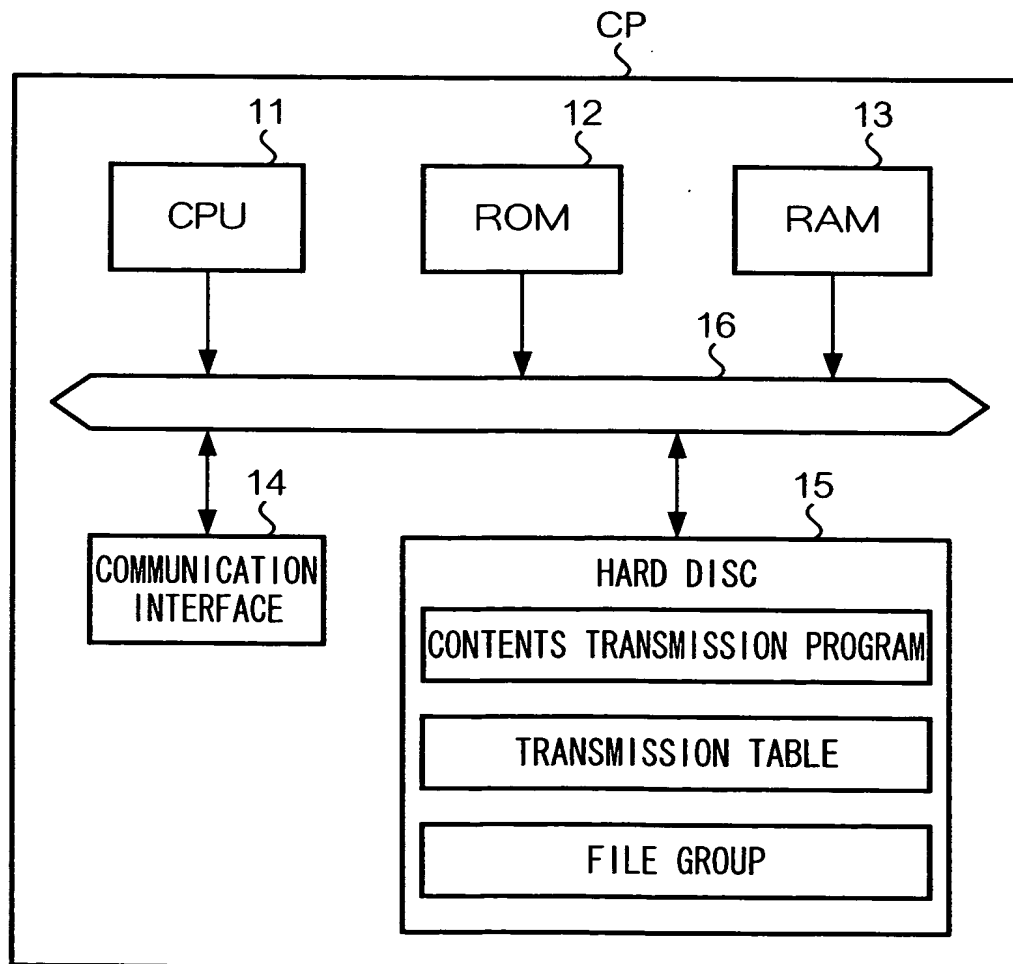 CP
11
12
13
CPU
ROM
RAM
16
14
15
COMMUNICATION
INTERFACE
HARD DISC
CONTENTS TRANSMISSION PROGRAM
TRANSMISSION TABLE
FILE GROUP